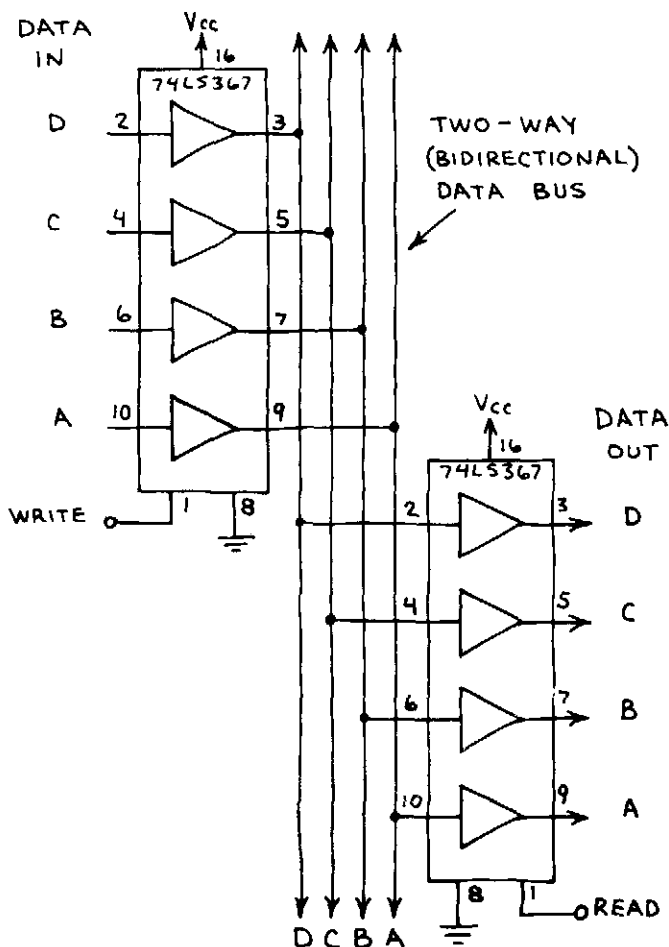 DATA
IN
Vcc
16
74LS367
D 2 3
C 4 5
B 6 7
A 10 9
WRITE
1 8
TWO-WAY
(BIDIRECTIONAL)
DATA BUS
Vcc
16
DATA
OUT
74LS367
2 3 D
4 5 C
6 7 B
10 9 A
8 1
READ
D C B A